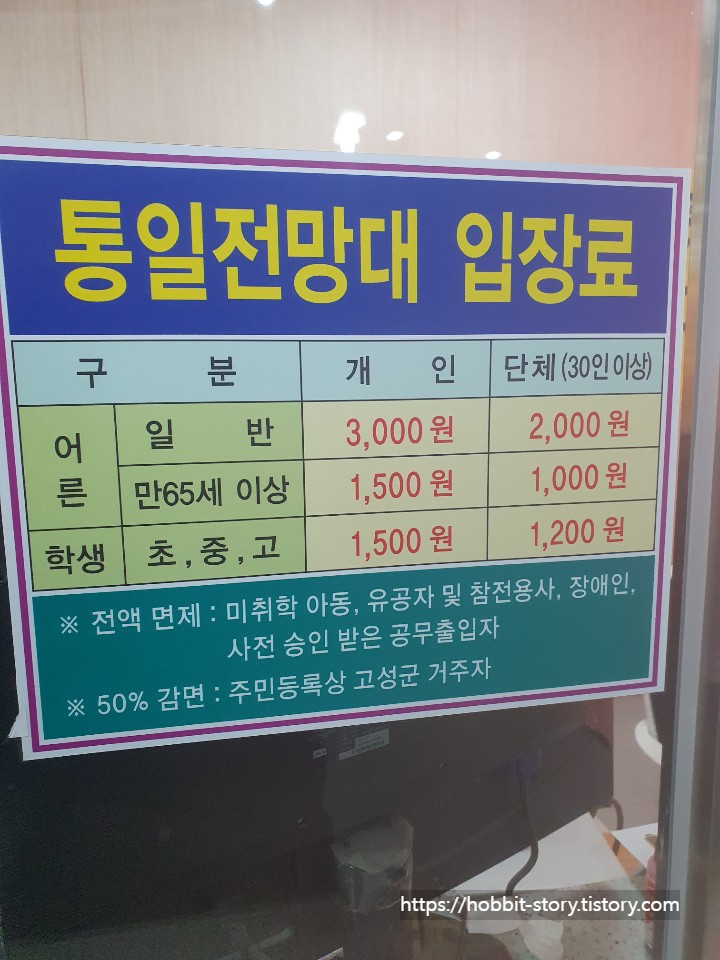 통일전망대 입장료
구 분 개 인 단체 (30인 이상)
어른 일 반 3,000 원 2,000 원
만65세 이상 1,500 원 1,000 원
학생 초 , 중 , 고 1,500 원 1,200 원
※ 전액 면제 : 미취학 아동, 유공자 및 참전용사, 장애인,
사전 승인 받은 공무출입자
※ 50% 감면 : 주민등록상 고성군 거주자
https://hobbit-story.tistory.com